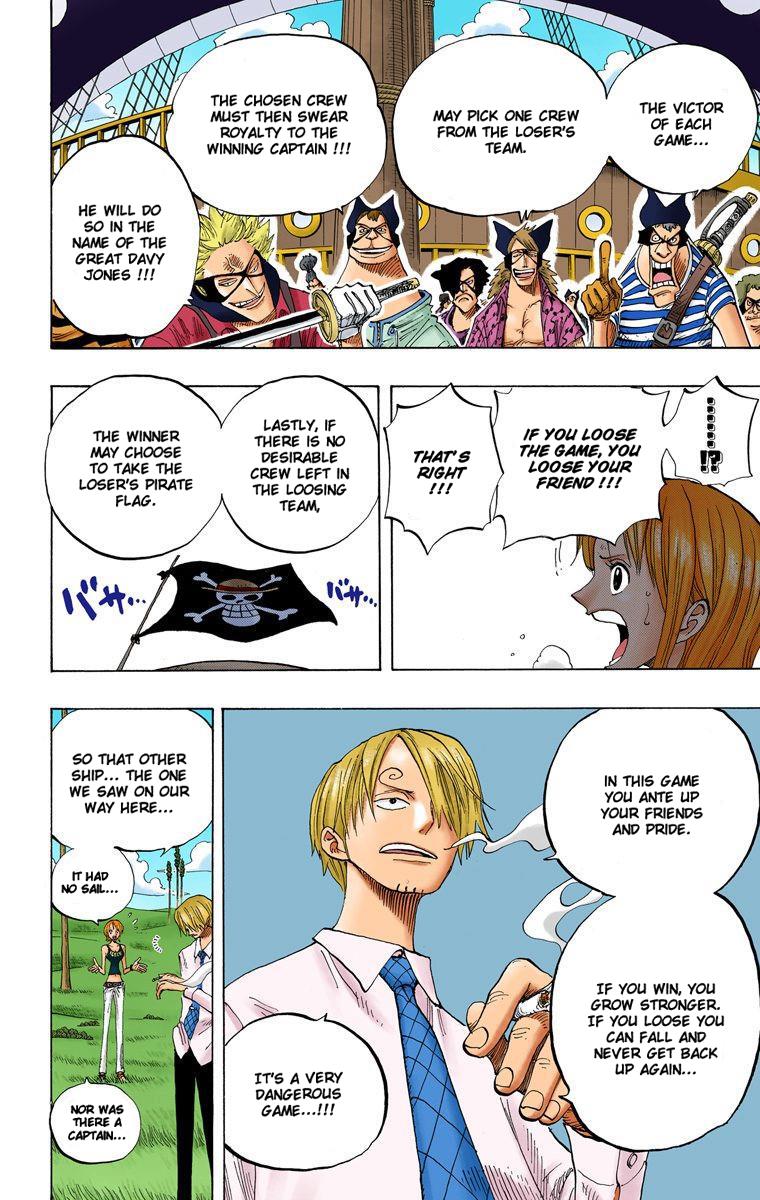 THE VICTOR
OF EACH
GAME...
MAY PICK ONE CREW
FROM THE LOSER'S
TEAM.
THE CHOSEN CREW
MUST THEN SWEAR
ROYALTY TO THE
WINNING CAPTAIN !!!
HE WILL DO
SO IN THE
NAME OF THE
GREAT DAVY
JONES !!!
......!?
IF YOU LOOSE
THE GAME, YOU
LOOSE YOUR
FRIEND !!!
THAT'S
RIGHT
!!!
LASTLY, IF
THERE IS NO
DESIRABLE
CREW LEFT IN
THE LOOSING
TEAM,
THE WINNER
MAY CHOOSE
TO TAKE THE
LOSER'S PIRATE
FLAG.
バサ...
バサ...
IN THIS GAME
YOU ANTE UP
YOUR FRIENDS
AND PRIDE.
IF YOU WIN, YOU
GROW STRONGER.
IF YOU LOOSE YOU
CAN FALL AND
NEVER GET BACK
UP AGAIN...
IT'S A VERY
DANGEROUS
GAME...!!!
SO THAT OTHER
SHIP... THE ONE
WE SAW ON OUR
WAY HERE...
IT HAD
NO SAIL...
NOR WAS
THERE A
CAPTAIN...